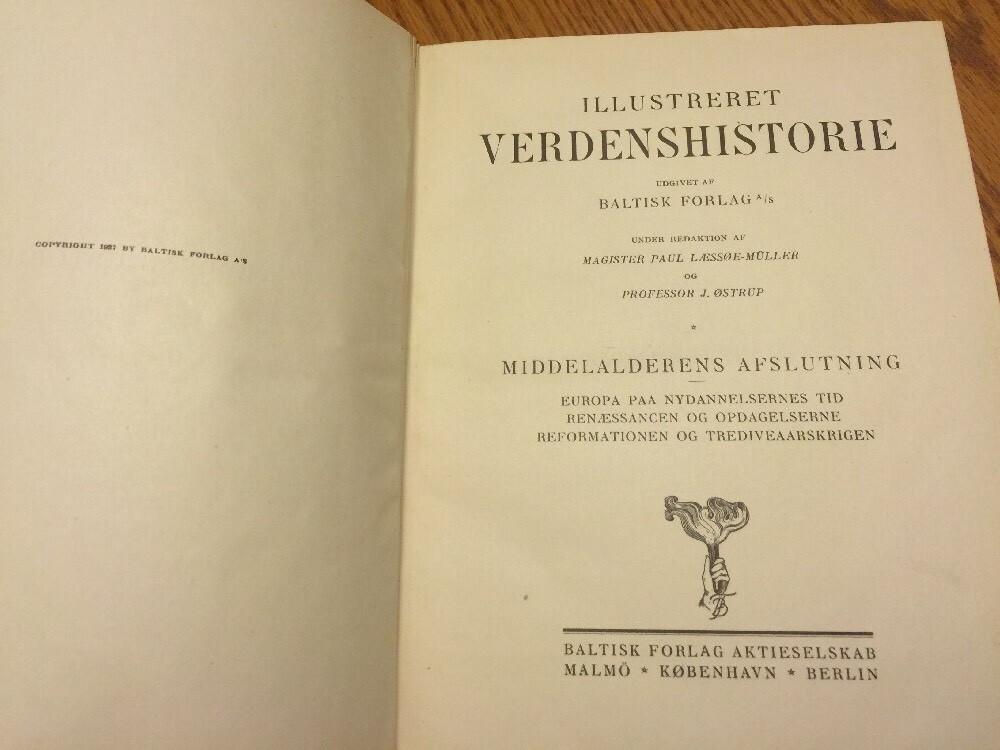 COPYRIGHT 1927 BY BALTISK FORLAG A/S
ILLUSTRERET
VERDENSHISTORIE
UDGIVET AF
BALTISK FORLAG A/S
UNDER REDAKTION AF
MAGISTER PAUL LÆSSØE-MÜLLER
OG
PROFESSOR J. ØSTRUP
*
MIDDELALDERENS AFSLUTNING
EUROPA PAA NYDANNELSERNES TID
RENÆSSANCEN OG OPDAGELSERNE
REFORMATIONEN OG TREDIVEAARSKRIGEN
BALTISK FORLAG AKTIESELSKAB
MALMÖ * KØBENHAVN * BERLIN